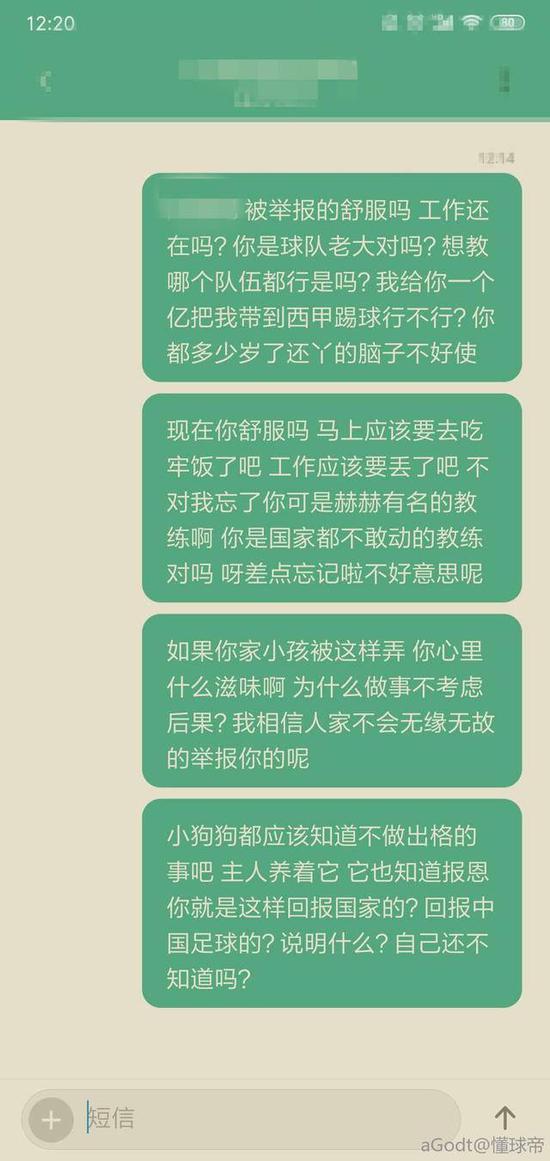 12:20
80
12:14
被举报的舒服吗 工作还
在吗? 你是球队老大对吗? 想教
哪个队伍都行是吗? 我给你一个
亿把我带到西甲踢球行不行? 你
都多少岁了还丫的脑子不好使
现在你舒服吗 马上应该要去吃
牢饭了吧 工作应该要丢了吧 不
对我忘了你可是赫赫有名的教
练啊 你是国家都不敢动的教练
对吗 呀差点忘记啦不好意思呢
如果你家小孩被这样弄 你心里
什么滋味啊 为什么做事不考虑
后果? 我相信人家不会无缘无故
的举报你的呢
小狗狗都应该知道不做出格的
事吧 主人养着它 它也知道报恩
你就是这样回报国家的? 回报中
国足球的? 说明什么? 自己还不
知道吗?
短信
aGodt@懂球帝